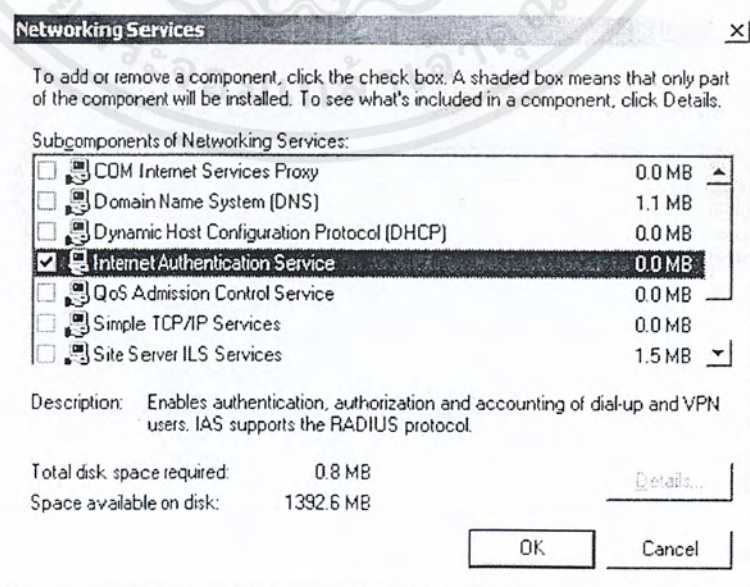 Networking Services
To add or remove a component, click the check box. A shaded box means that only part
of the component will be installed. To see what's included in a component, click Details.
Subcomponents of Networking Services:
COM Internet Services Proxy 0.0 MB
Domain Name System (DNS) 1.1 MB
Dynamic Host Configuration Protocol (DHCP) 0.0 MB
Internet Authentication Service 0.0 MB
QoS Admission Control Service 0.0 MB
Simple TCP/IP Services 0.0 MB
Site Server ILS Services 1.5 MB
Description: Enables authentication, authorization and accounting of dial-up and VPN
users. IAS supports the RADIUS protocol.
Total disk space required: 0.8 MB
Details...
Space available on disk: 1392.6 MB
OK Cancel